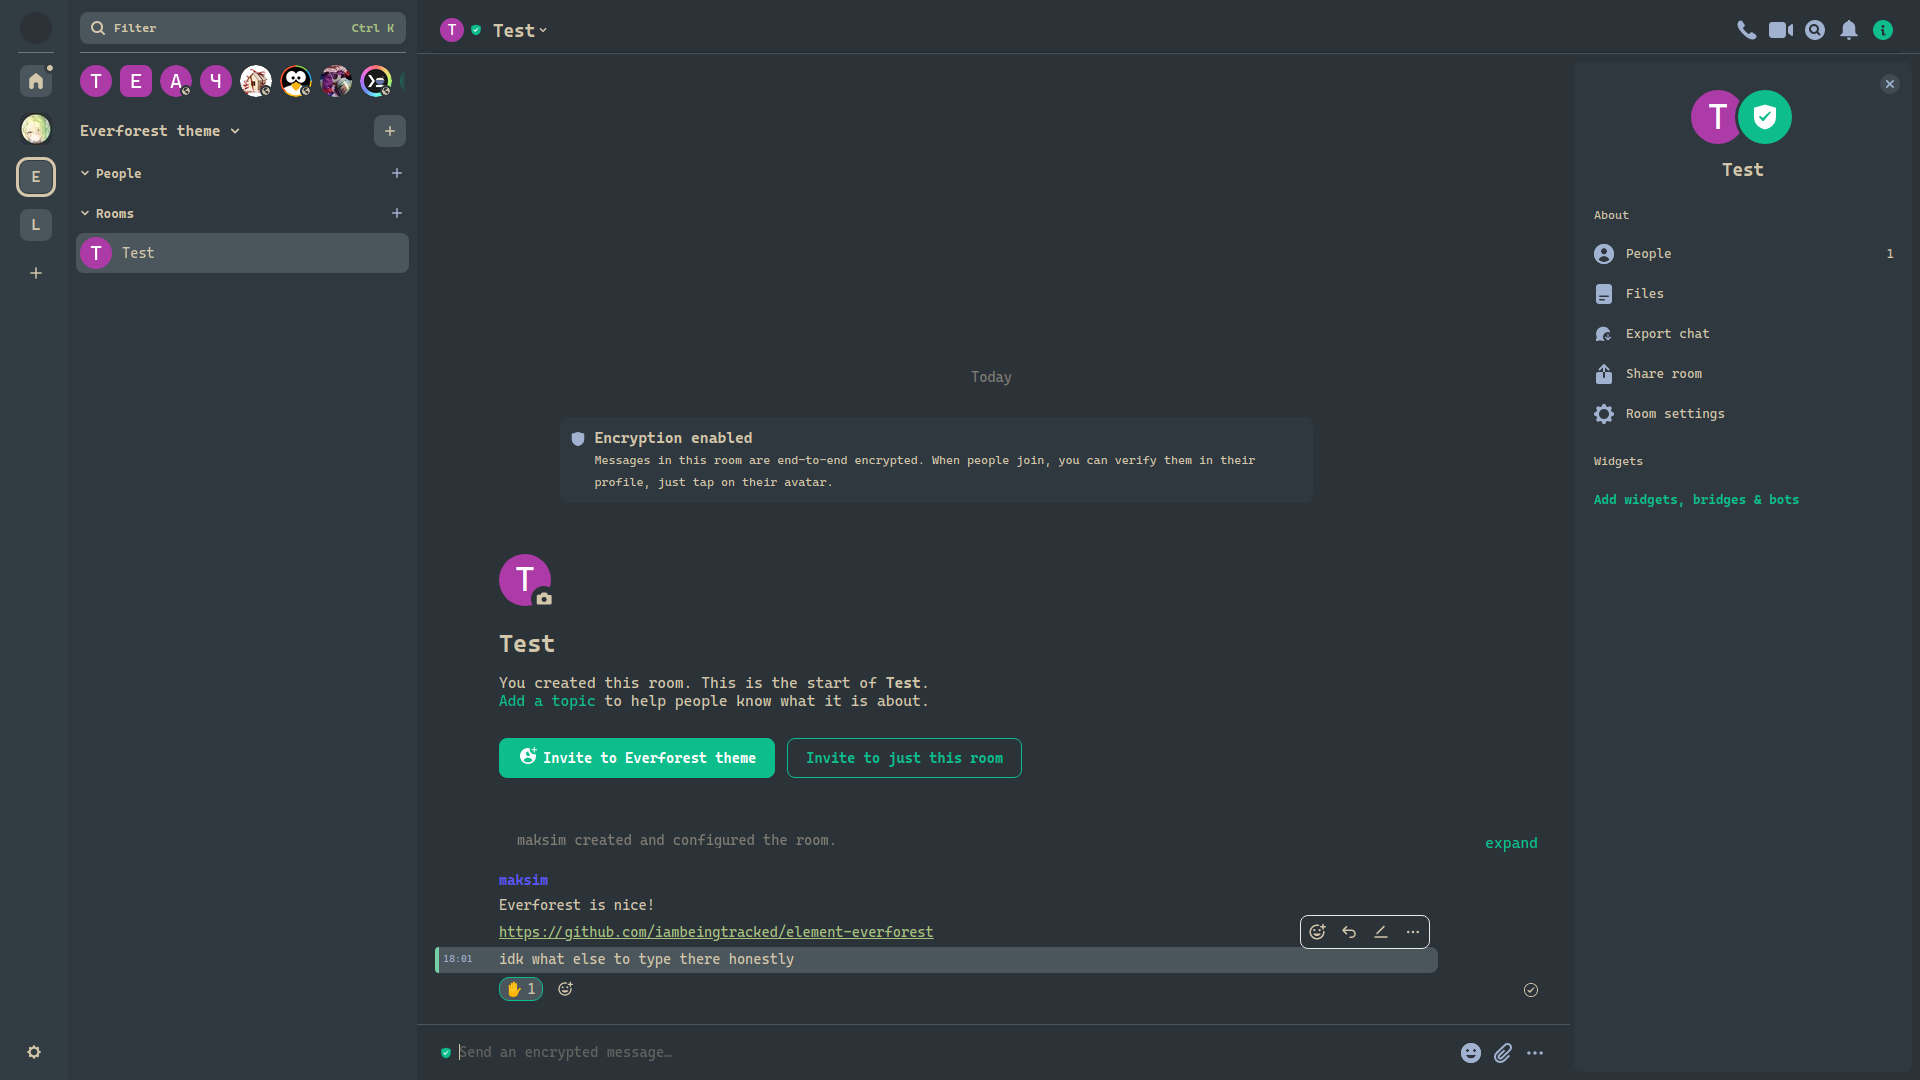 Filter
Ctrl K
T
E
A
Ч
Everforest theme
People
E
Rooms
L
T
Test
T
Test
Today
Encryption enabled
Messages in this room are end-to-end encrypted. When people join, you can verify them in their
profile, just tap on their avatar.
T
Test
You created this room. This is the start of Test.
Add a topic to help people know what it is about.
Invite to Everforest theme
Invite to just this room
maksim created and configured the room.
expand
maksim
Everforest is nice!
https://github.com/iambeingtracked/element-everforest
18:01
idk what else to type there honestly
1
Send an encrypted message…
T
Test
About
People
1
Files
Export chat
Share room
Room settings
Widgets
Add widgets, bridges & bots